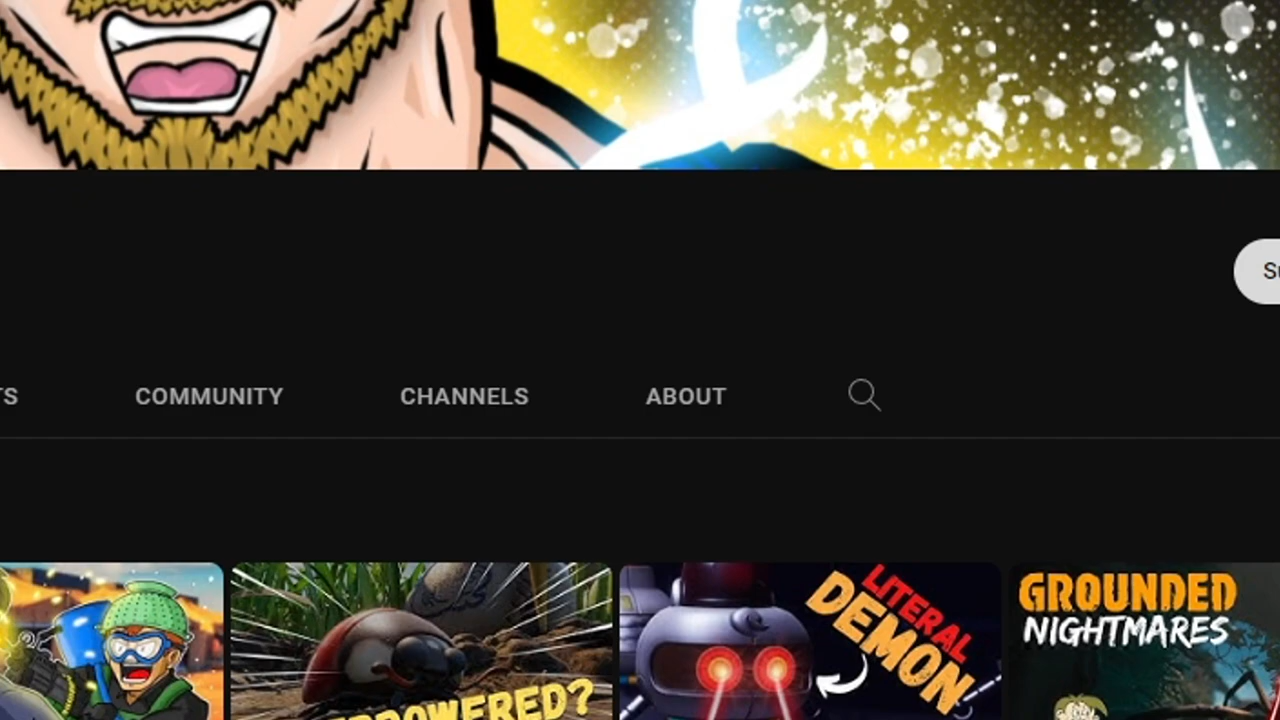 COMMUNITY
CHANNELS
ABOUT
LITERAL
DEMON
GROUNDED
NIGHTMARES